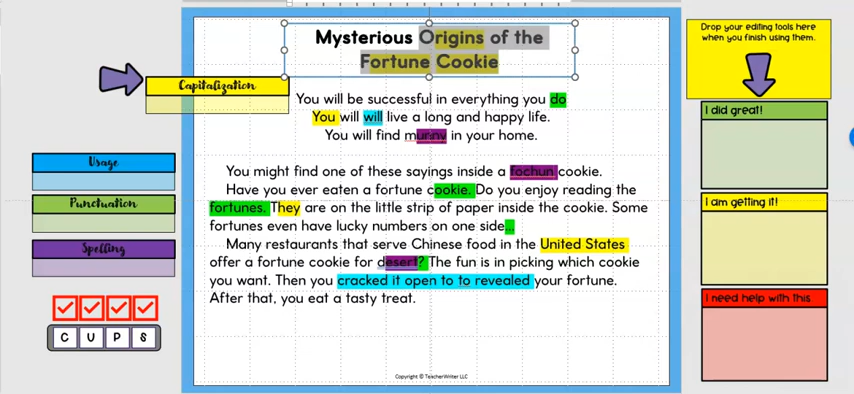 Mysterious Origins of the
Fortune Cookie
Drop your editing tools here
when you finish using them.
Capitalization
You will be successful in everything you do
You will will live a long and happy life.
You will find munny in your home.
I did great!
Usage
You might find one of these sayings inside a fochun cookie.
Have you ever eaten a fortune cookie. Do you enjoy reading the
fortunes. They are on the little strip of paper inside the cookie. Some
fortunes even have lucky numbers on one side...
Punctuation
I am getting it!
Many restaurants that serve Chinese food in the United States
offer a fortune cookie for desert? The fun is in picking which cookie
you want. Then you cracked it open to to revealed your fortune.
After that, you eat a tasty treat.
Spelling
I need help with this
C U P S
Copyright © TeacherWriter LLC